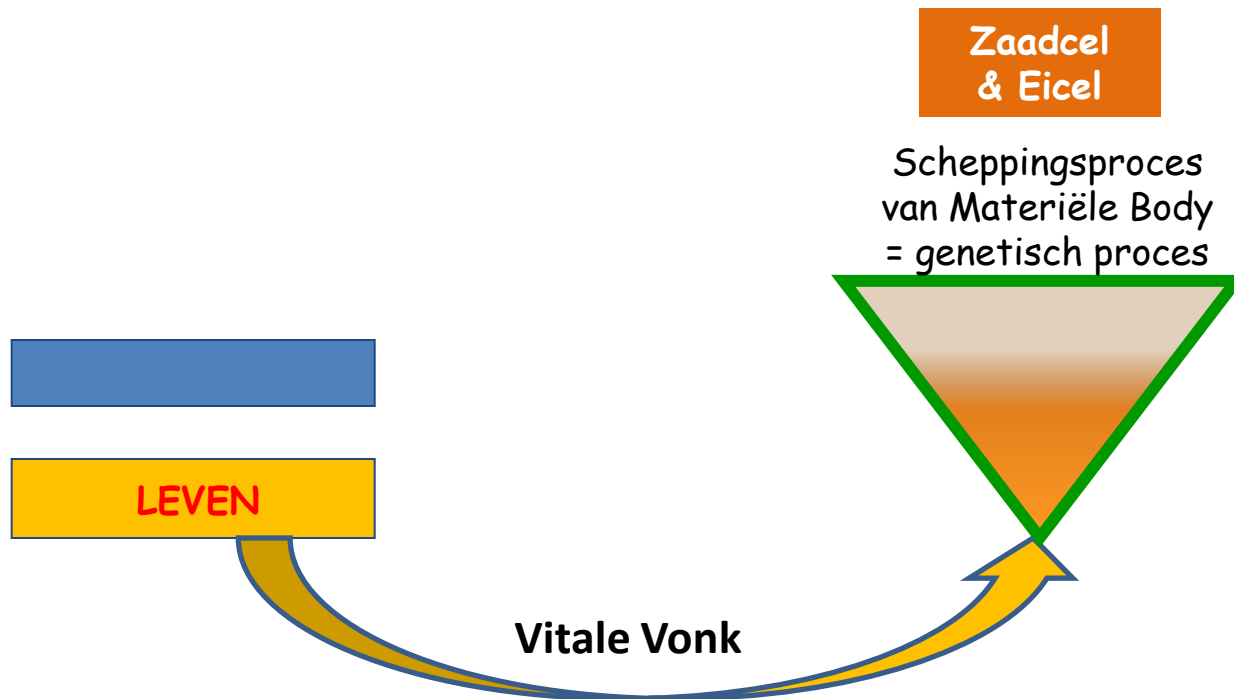 Zaadcel
& Eicel
Scheppingsproces
van Materiële Body
= genetisch proces
LEVEN
Vitale Vonk